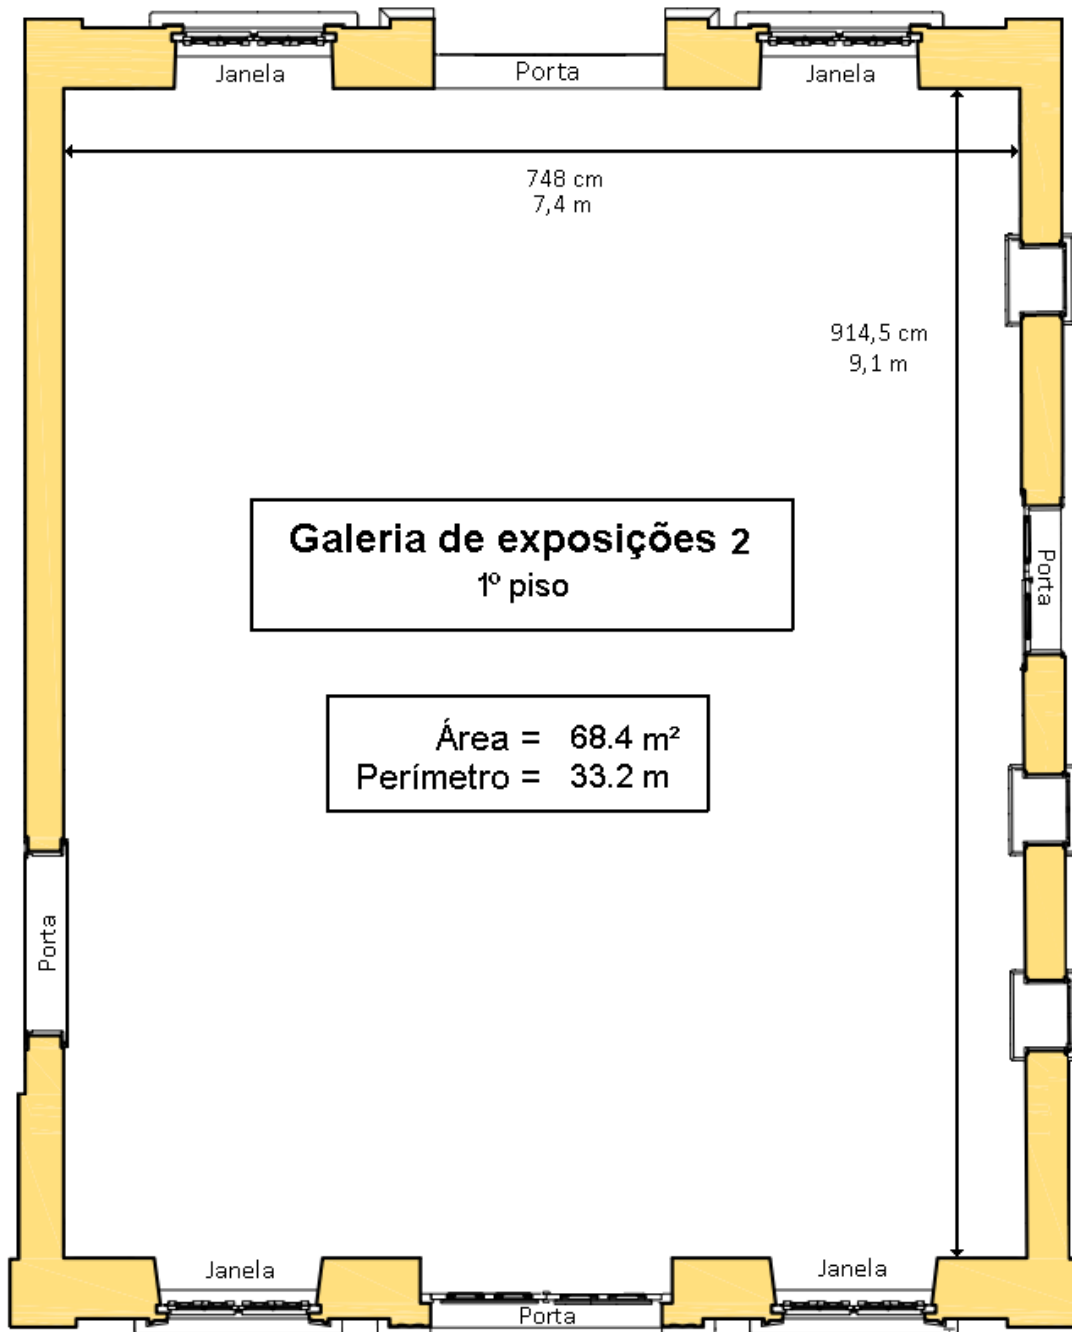 Janela
Porta
Janela
748 cm
7,4 m
914,5 cm
9,1 m
Galeria de exposições 2
1º piso
Porta
Área = 68.4 m²
Perímetro = 33.2 m
Porta
Janela
Porta
Janela